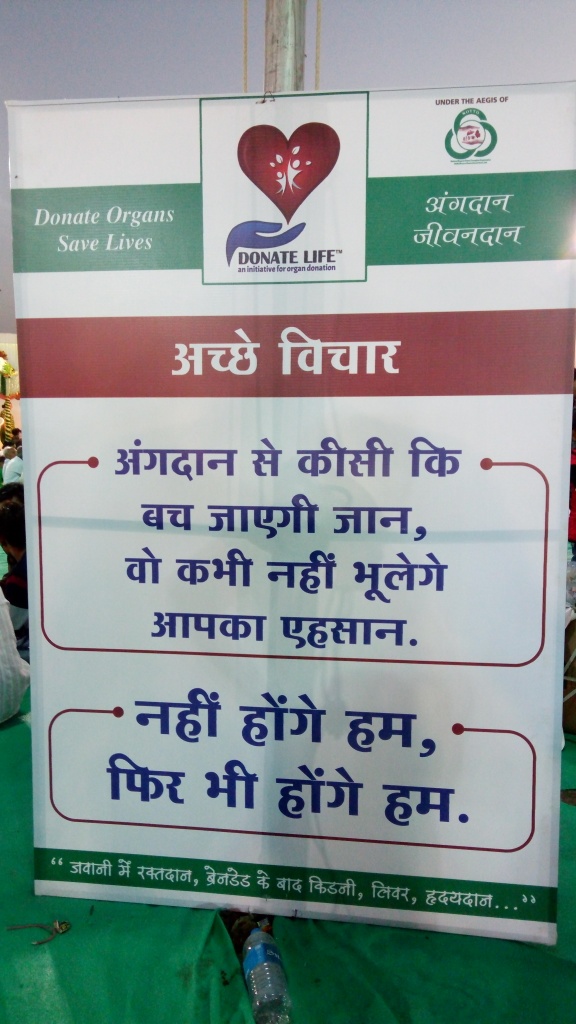 UNDER THE AEGIS OF
Donate Organs
Save Lives
DONATE LIFE™
an initiative for organ donation
अंगदान
जीवनदान
अच्छे विचार
अंगदान से कीसी कि
बच जाएगी जान,
वो कभी नहीं भूलेगे
आपका एहसान.
नहीं होंगे हम,
फिर भी होंगे हम.
“ जवानी में रक्तदान, ब्रेनडेड के बाद किडनी, लिवर, हृदयदान...”